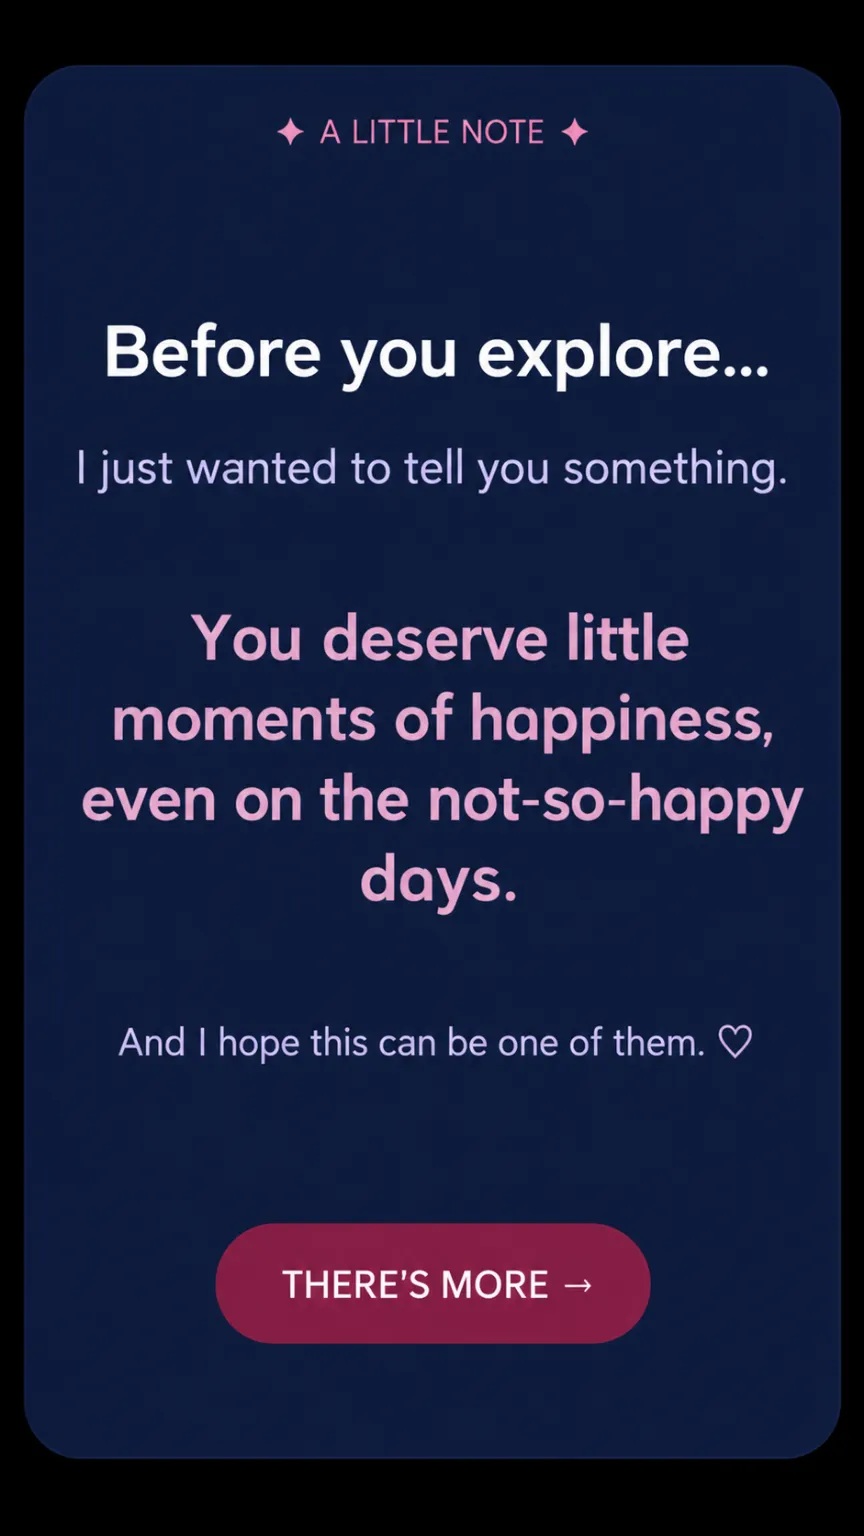 ✦ A LITTLE NOTE ✦
Before you explore...
I just wanted to tell you something.
You deserve little
moments of happiness,
even on the not-so-happy
days.
And I hope this can be one of them. ♡
THERE'S MORE →